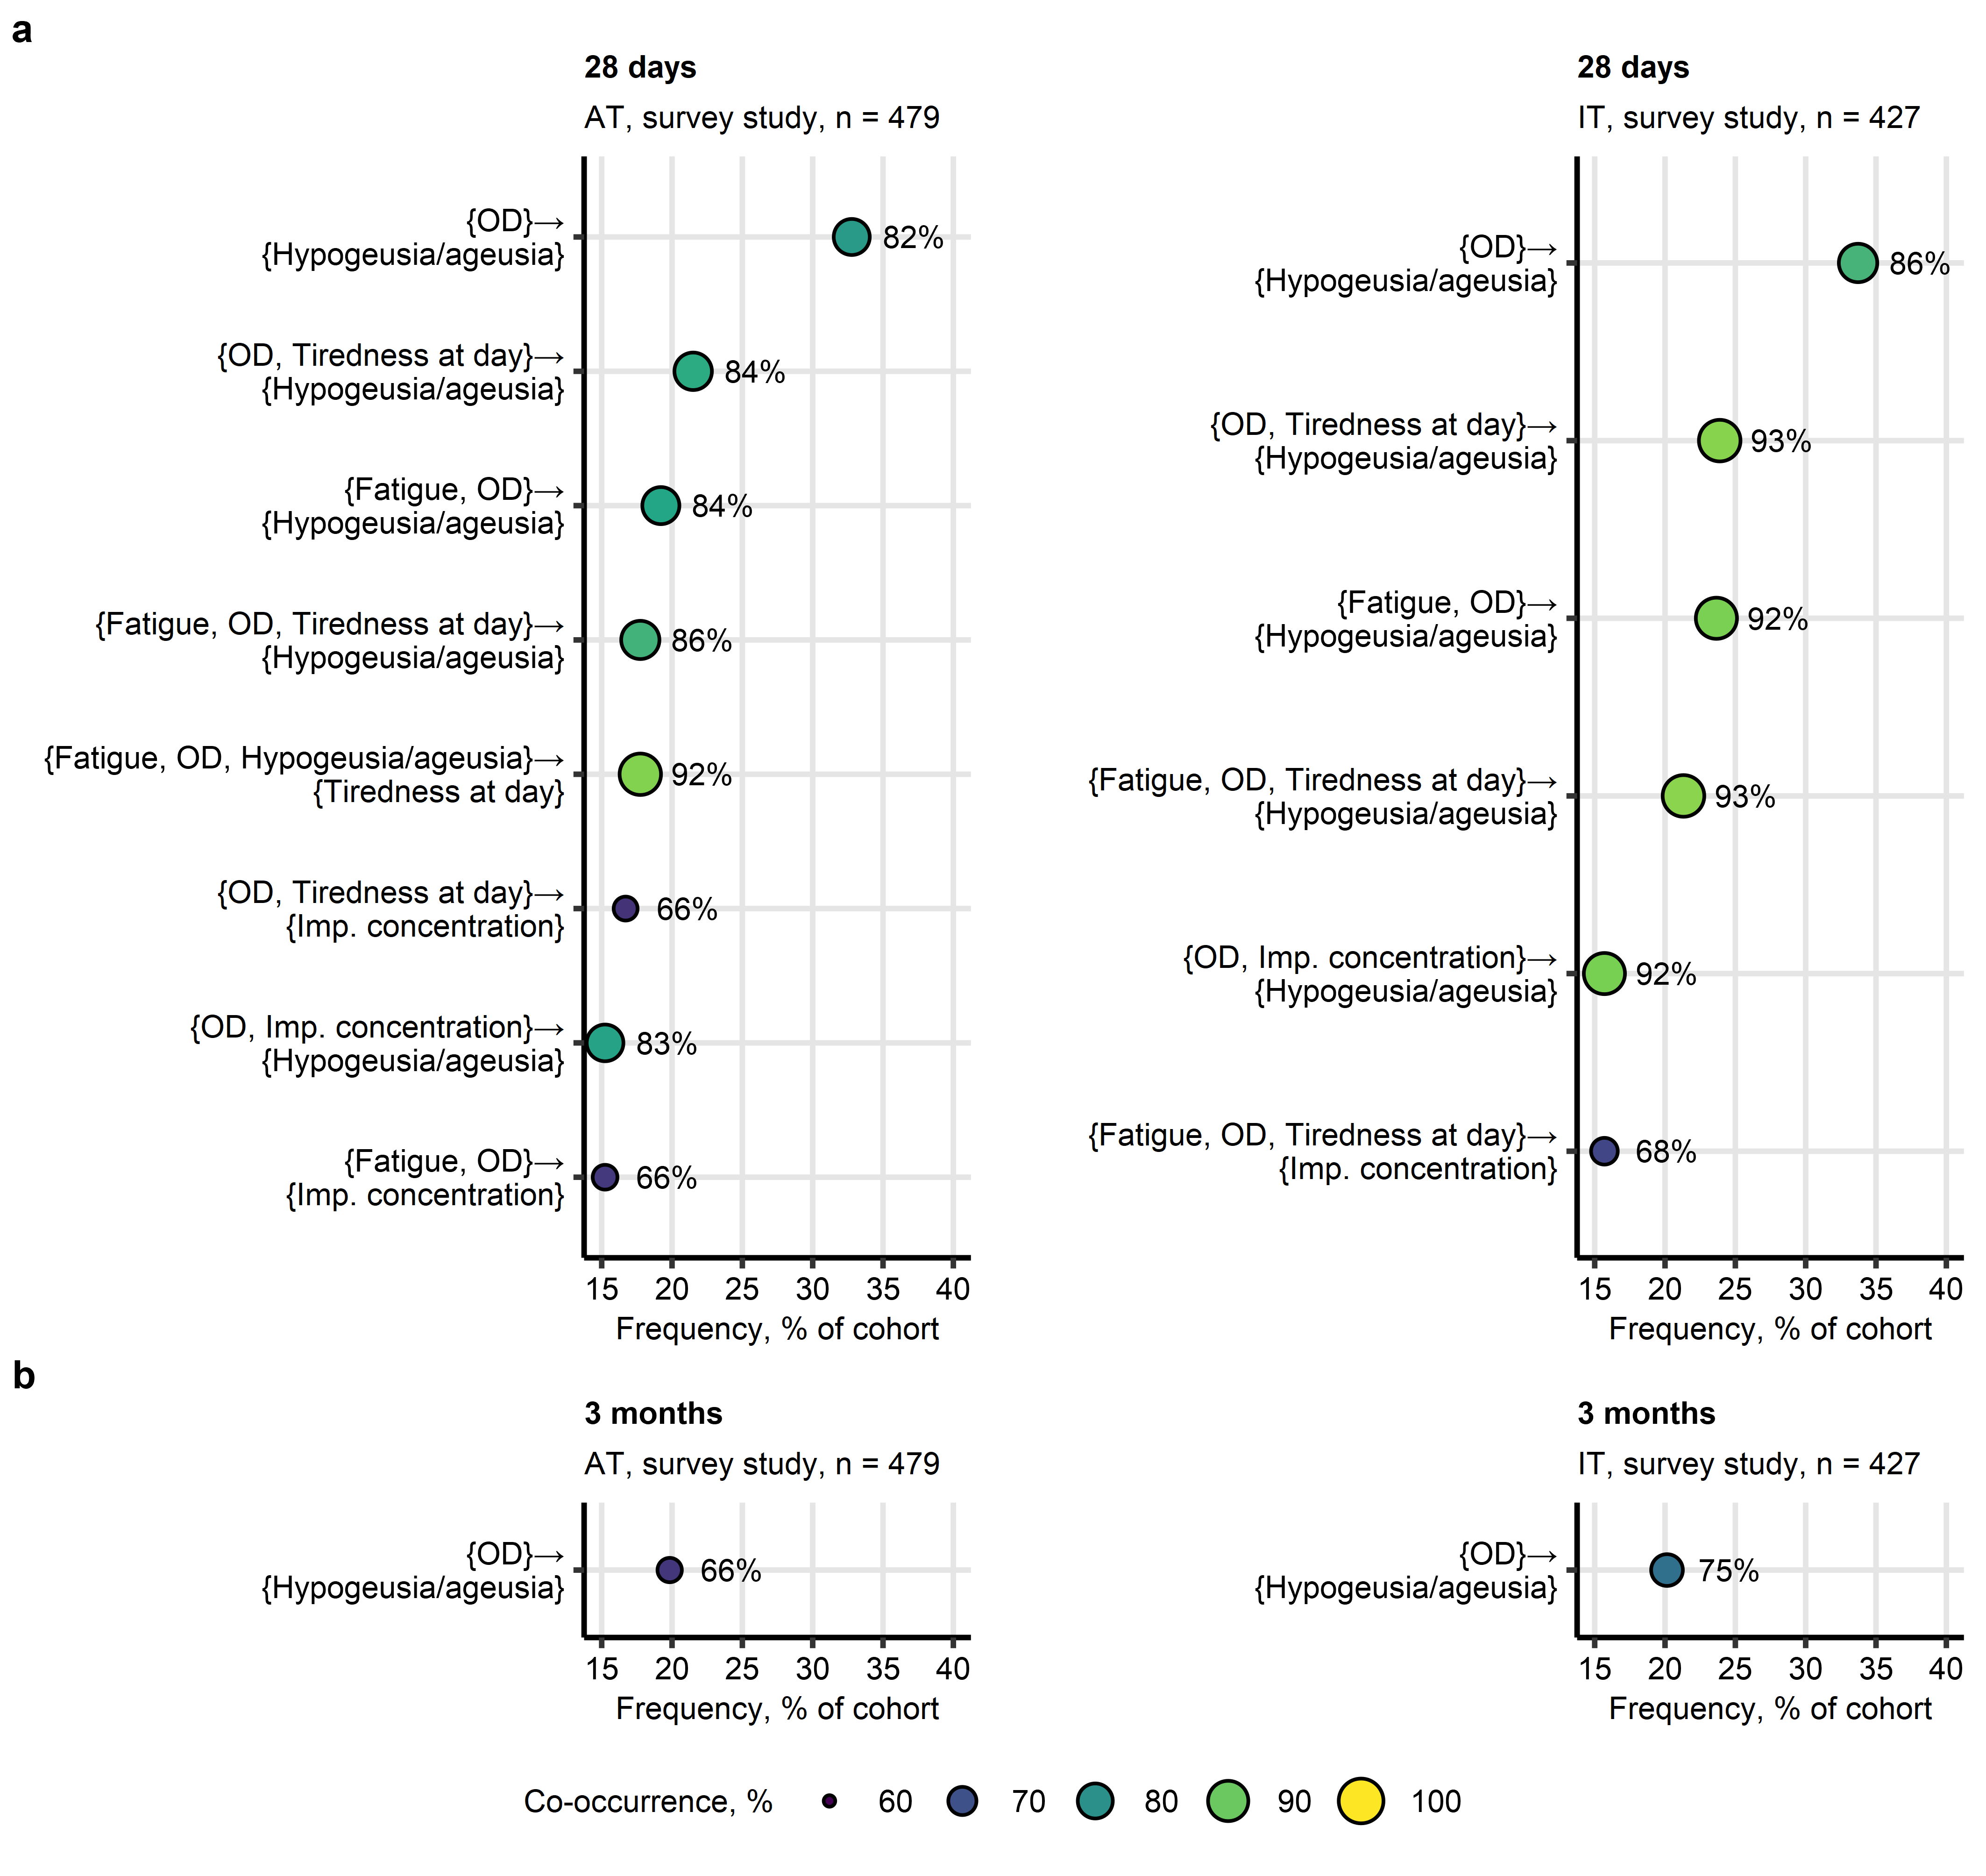 a
28 days
AT, survey study, n = 479
{OD}→
{Hypogeusia/ageusia}
82%
{OD, Tiredness at day}→
{Hypogeusia/ageusia}
84%
{Fatigue, OD}→
{Hypogeusia/ageusia}
84%
{Fatigue, OD, Tiredness at day}→
{Hypogeusia/ageusia}
86%
{Fatigue, OD, Hypogeusia/ageusia}→
{Tiredness at day}
92%
{OD, Tiredness at day}→
{Imp. concentration}
66%
{OD, Imp. concentration}→
{Hypogeusia/ageusia}
83%
{Fatigue, OD}→
{Imp. concentration}
66%
15 20 25 30 35 40
Frequency, % of cohort
28 days
IT, survey study, n = 427
{OD}→
{Hypogeusia/ageusia}
86%
{OD, Tiredness at day}→
{Hypogeusia/ageusia}
93%
{Fatigue, OD}→
{Hypogeusia/ageusia}
92%
{Fatigue, OD, Tiredness at day}→
{Hypogeusia/ageusia}
93%
{OD, Imp. concentration}→
{Hypogeusia/ageusia}
92%
{Fatigue, OD, Tiredness at day}→
{Imp. concentration}
68%
15 20 25 30 35 40
Frequency, % of cohort
b
3 months
AT, survey study, n = 479
{OD}→
{Hypogeusia/ageusia}
66%
15 20 25 30 35 40
Frequency, % of cohort
3 months
IT, survey study, n = 427
{OD}→
{Hypogeusia/ageusia}
75%
15 20 25 30 35 40
Frequency, % of cohort
Co-occurrence, % 60 70 80 90 100